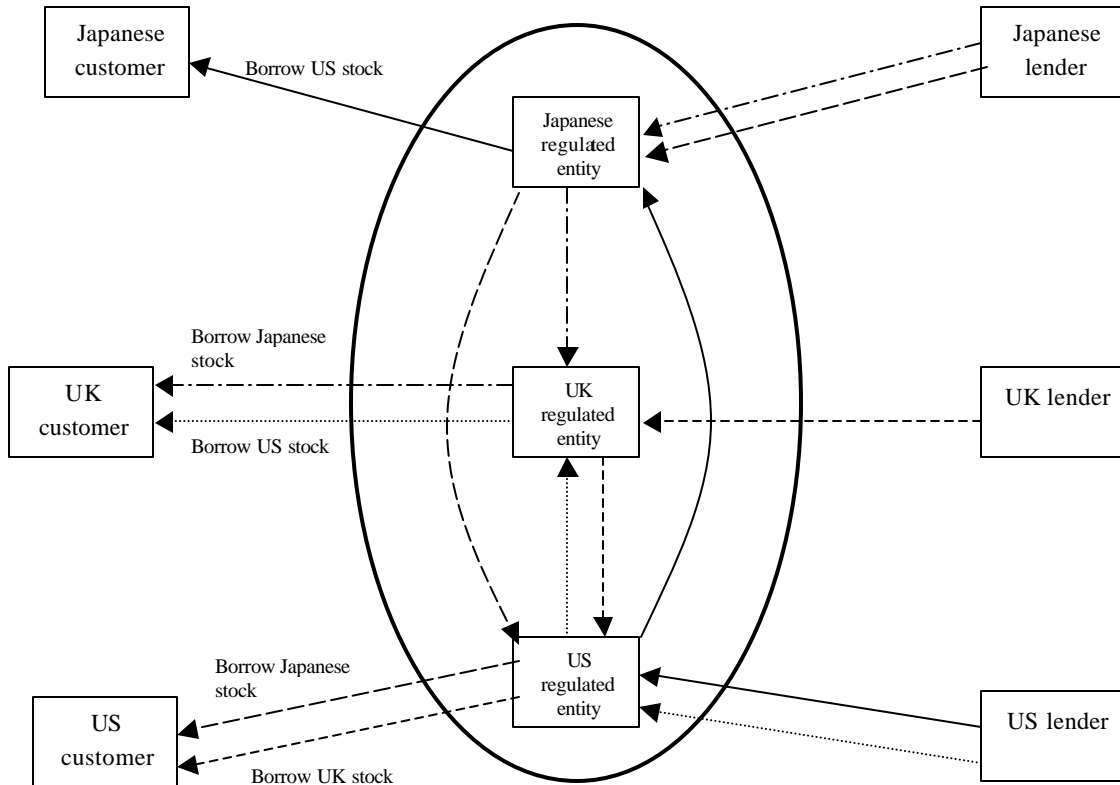 Japanese
customer
Borrow US stock
Japanese
regulated
entity
Japanese
lender
Borrow Japanese
stock
UK
customer
Borrow US stock
UK
regulated
entity
UK lender
Borrow Japanese
stock
US
customer
Borrow UK stock
US
regulated
entity
US lender